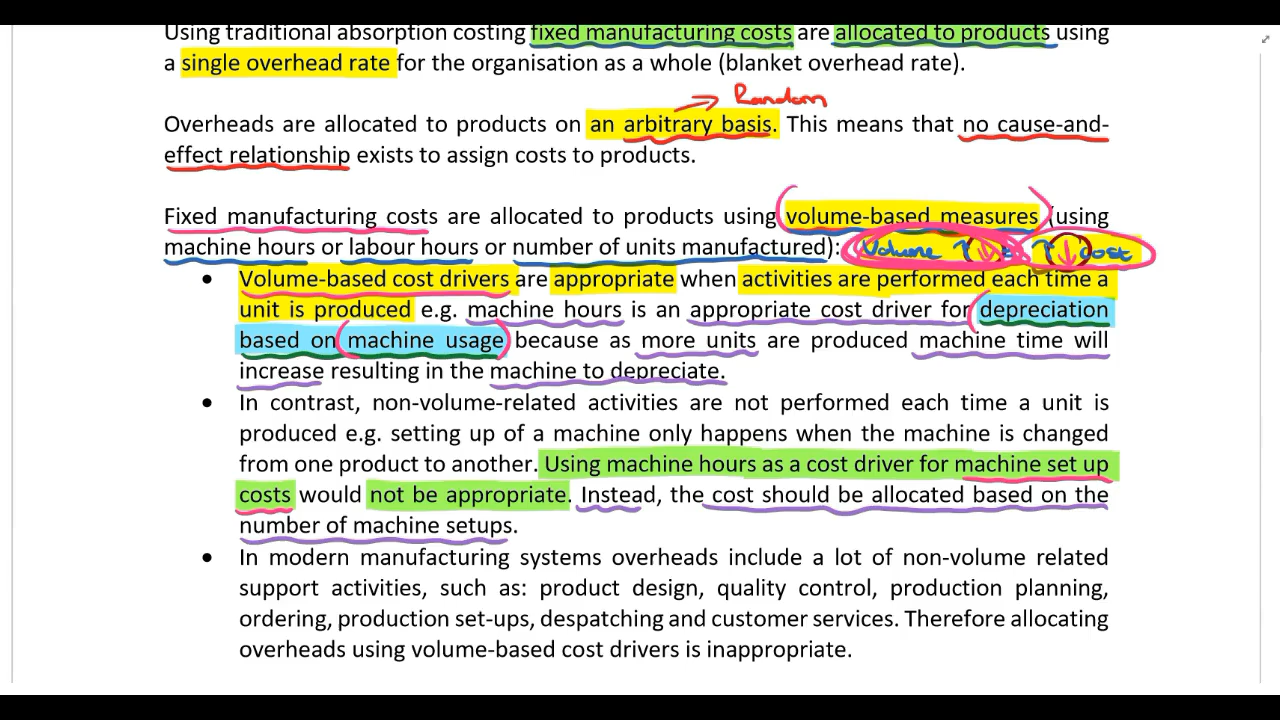 Using traditional absorption costing fixed manufacturing costs are allocated to products using
a single overhead rate for the organisation as a whole (blanket overhead rate).
Random
Overheads are allocated to products on an arbitrary basis. This means that no cause-and-
effect relationship exists to assign costs to products.
Fixed manufacturing costs are allocated to products using volume-based measures (using
machine hours or labour hours or number of units manufactured): Volume ↑↓ ↑↓ cost
• Volume-based cost drivers are appropriate when activities are performed each time a
unit is produced e.g. machine hours is an appropriate cost driver for depreciation
based on machine usage because as more units are produced machine time will
increase resulting in the machine to depreciate.
• In contrast, non-volume-related activities are not performed each time a unit is
produced e.g. setting up of a machine only happens when the machine is changed
from one product to another. Using machine hours as a cost driver for machine set up
costs would not be appropriate. Instead, the cost should be allocated based on the
number of machine setups.
• In modern manufacturing systems overheads include a lot of non-volume related
support activities, such as: product design, quality control, production planning,
ordering, production set-ups, despatching and customer services. Therefore allocating
overheads using volume-based cost drivers is inappropriate.